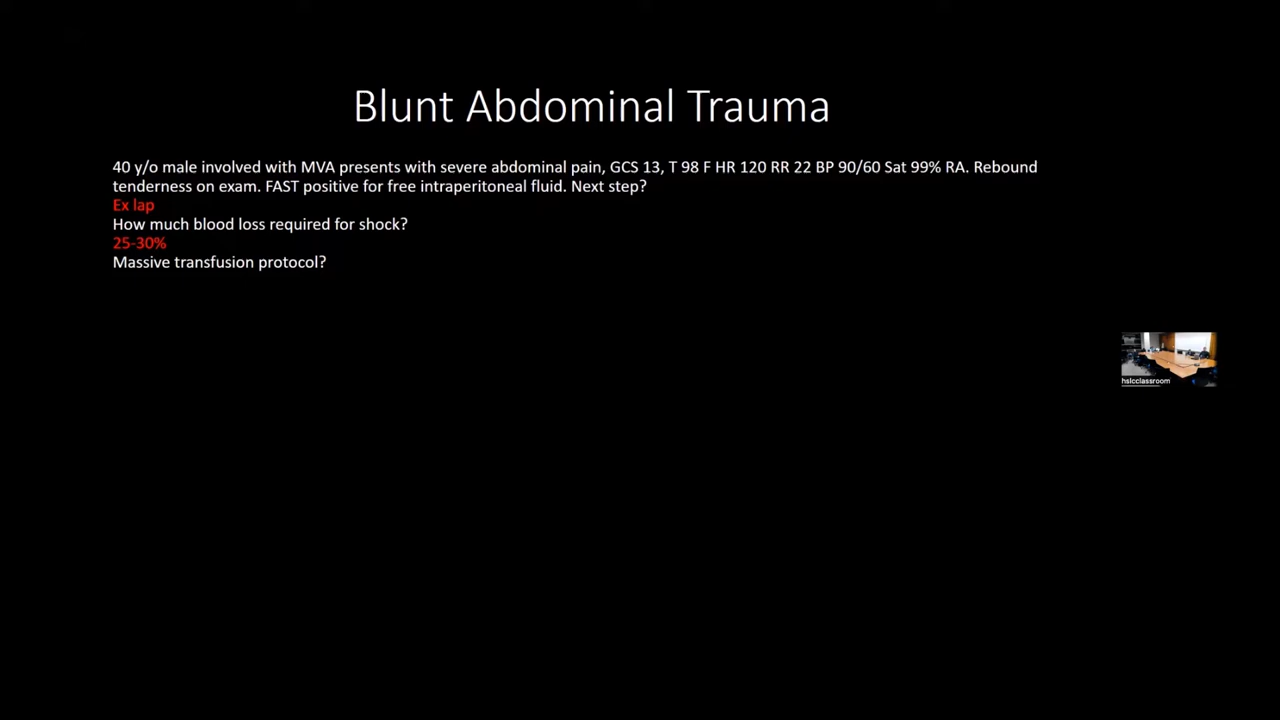 Blunt Abdominal Trauma
40 y/o male involved with MVA presents with severe abdominal pain, GCS 13, T 98 F HR 120 RR 22 BP 90/60 Sat 99% RA. Rebound
tenderness on exam. FAST positive for free intraperitoneal fluid. Next step?
Ex lap
How much blood loss required for shock?
25-30%
Massive transfusion protocol?
hslcclassroom